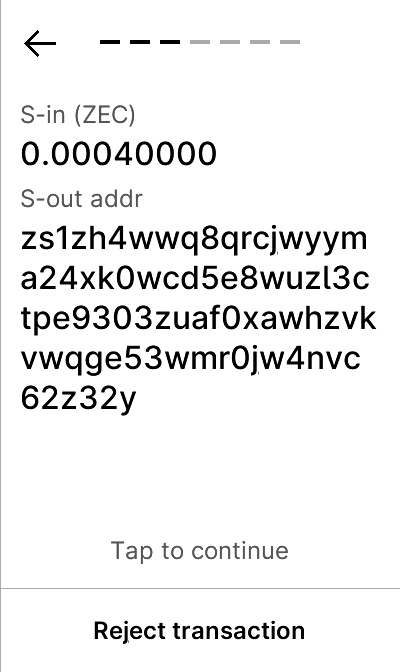 S-in (ZEC)
0.00040000
S-out addr
zs1zh4wwq8qrcjwyym
a24xk0wcd5e8wuzl3c
tpe9303zuaf0xawhzvk
vwqge53wmr0jw4nvc
62z32y
Tap to continue
Reject transaction